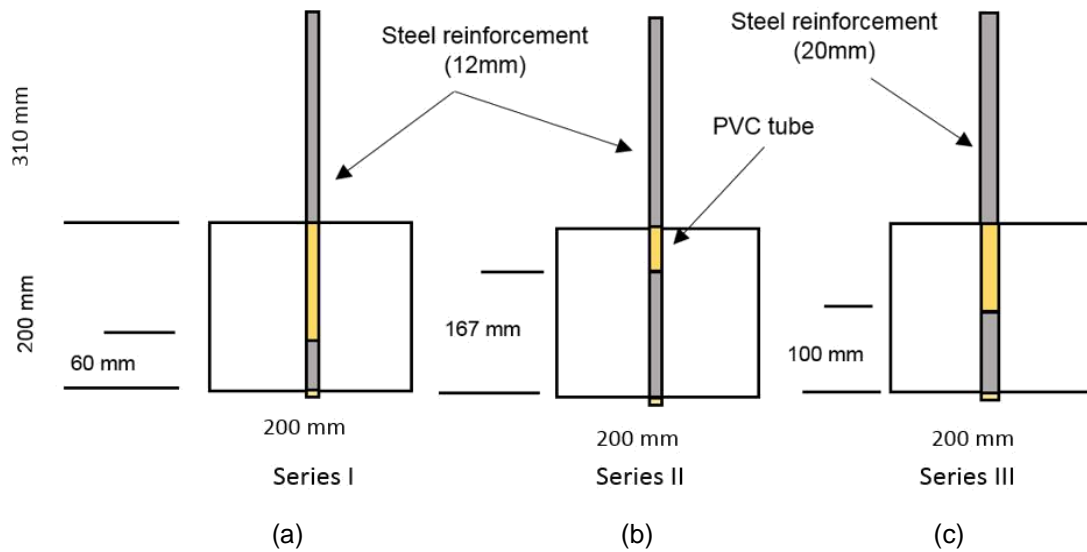 Steel reinforcement
(12mm)
Steel reinforcement
(20mm)
PVC tube
310 mm
200 mm
60 mm
167 mm
100 mm
200 mm
200 mm
200 mm
Series I
Series II
Series III
(a)
(b)
(c)